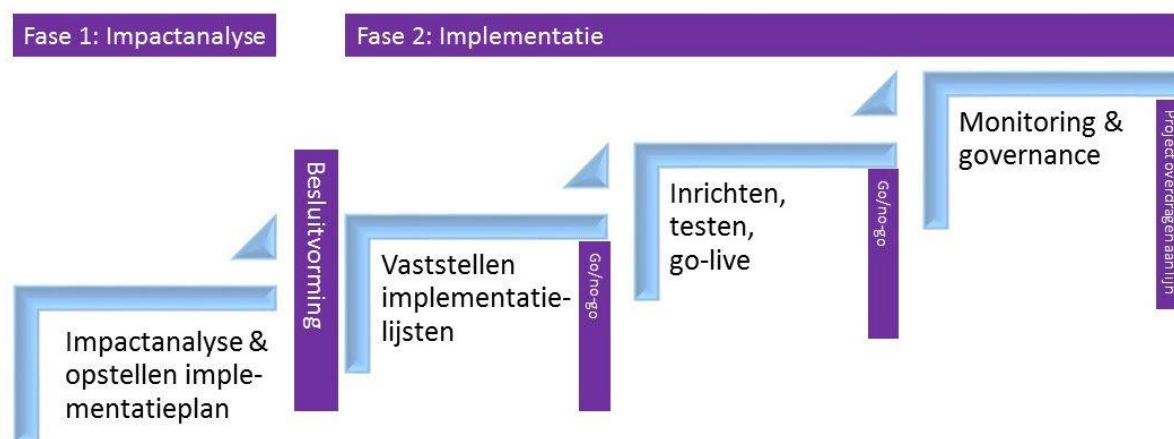 Fase 1: Impactanalyse
Fase 2: Implementatie
Impactanalyse &
opstellen imple-
mentatieplan
Besluitvorming
Vaststellen
implementatie-
lijsten
Go/no-go
Inrichten,
testen,
go-live
Go/no-go
Monitoring &
governance
Project overdragen aan lijn